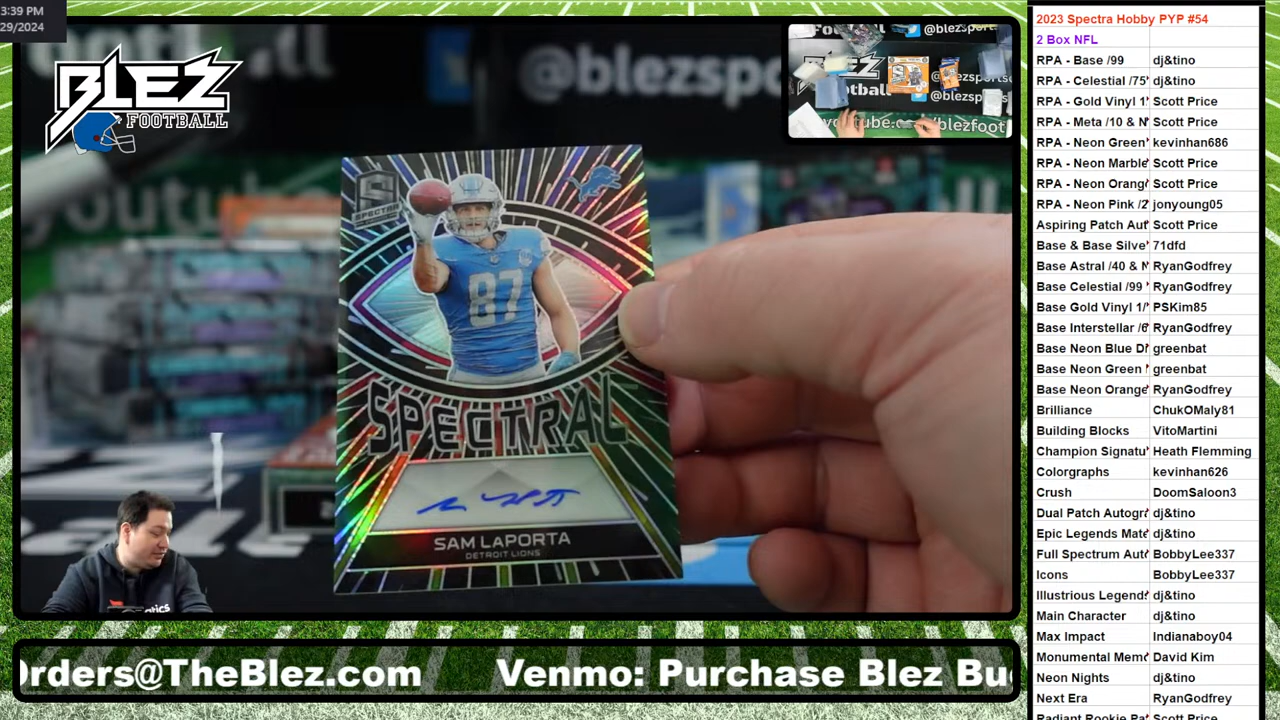 3:39 PM
29/2024
BLEZ
FOOTBALL
@blezspo
SPECTRA
87
SPECTRAL
SAM LAPORTA
DETROIT LIONS
Orders@TheBlez.com Venmo: Purchase Blez Bu
2023 Spectra Hobby PYP #54
2 Box NFL
RPA - Base /99 dj&tino
RPA - Celestial /75 dj&tino
RPA - Gold Vinyl 1 Scott Price
RPA - Meta /10 & N Scott Price
RPA - Neon Green kevinhan686
RPA - Neon Marble Scott Price
RPA - Neon Orang Scott Price
RPA - Neon Pink /2 jonyoung05
Aspiring Patch Aut Scott Price
Base & Base Silve 71dfd
Base Astral /40 & N RyanGodfrey
Base Celestial /99 RyanGodfrey
Base Gold Vinyl 1/ PSKim85
Base Interstellar /6 RyanGodfrey
Base Neon Blue DI greenbat
Base Neon Green greenbat
Base Neon Orange RyanGodfrey
Brilliance ChukOMaly81
Building Blocks VitoMartini
Champion Signatu Heath Flemming
Colorgraphs kevinhan626
Crush DoomSaloon3
Dual Patch Autogr dj&tino
Epic Legends Mate dj&tino
Full Spectrum Aut BobbyLee337
Icons BobbyLee337
Illustrious Legend dj&tino
Main Character dj&tino
Max Impact Indianaboy04
Monumental Mem David Kim
Neon Nights dj&tino
Next Era RyanGodfrey
Radiant Rookie Pa Scott Price